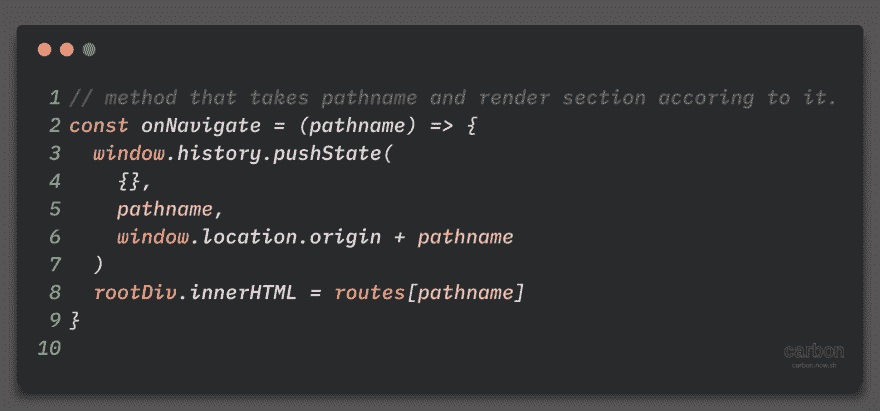 1 // method that takes pathname and render section accoring to it.
2 const onNavigate = (pathname) => {
3   window.history.pushState(
4     {},
5     pathname,
6     window.location.origin + pathname
7   )
8   rootDiv.innerHTML = routes[pathname]
9 }
10
carbon
carbon.now.sh